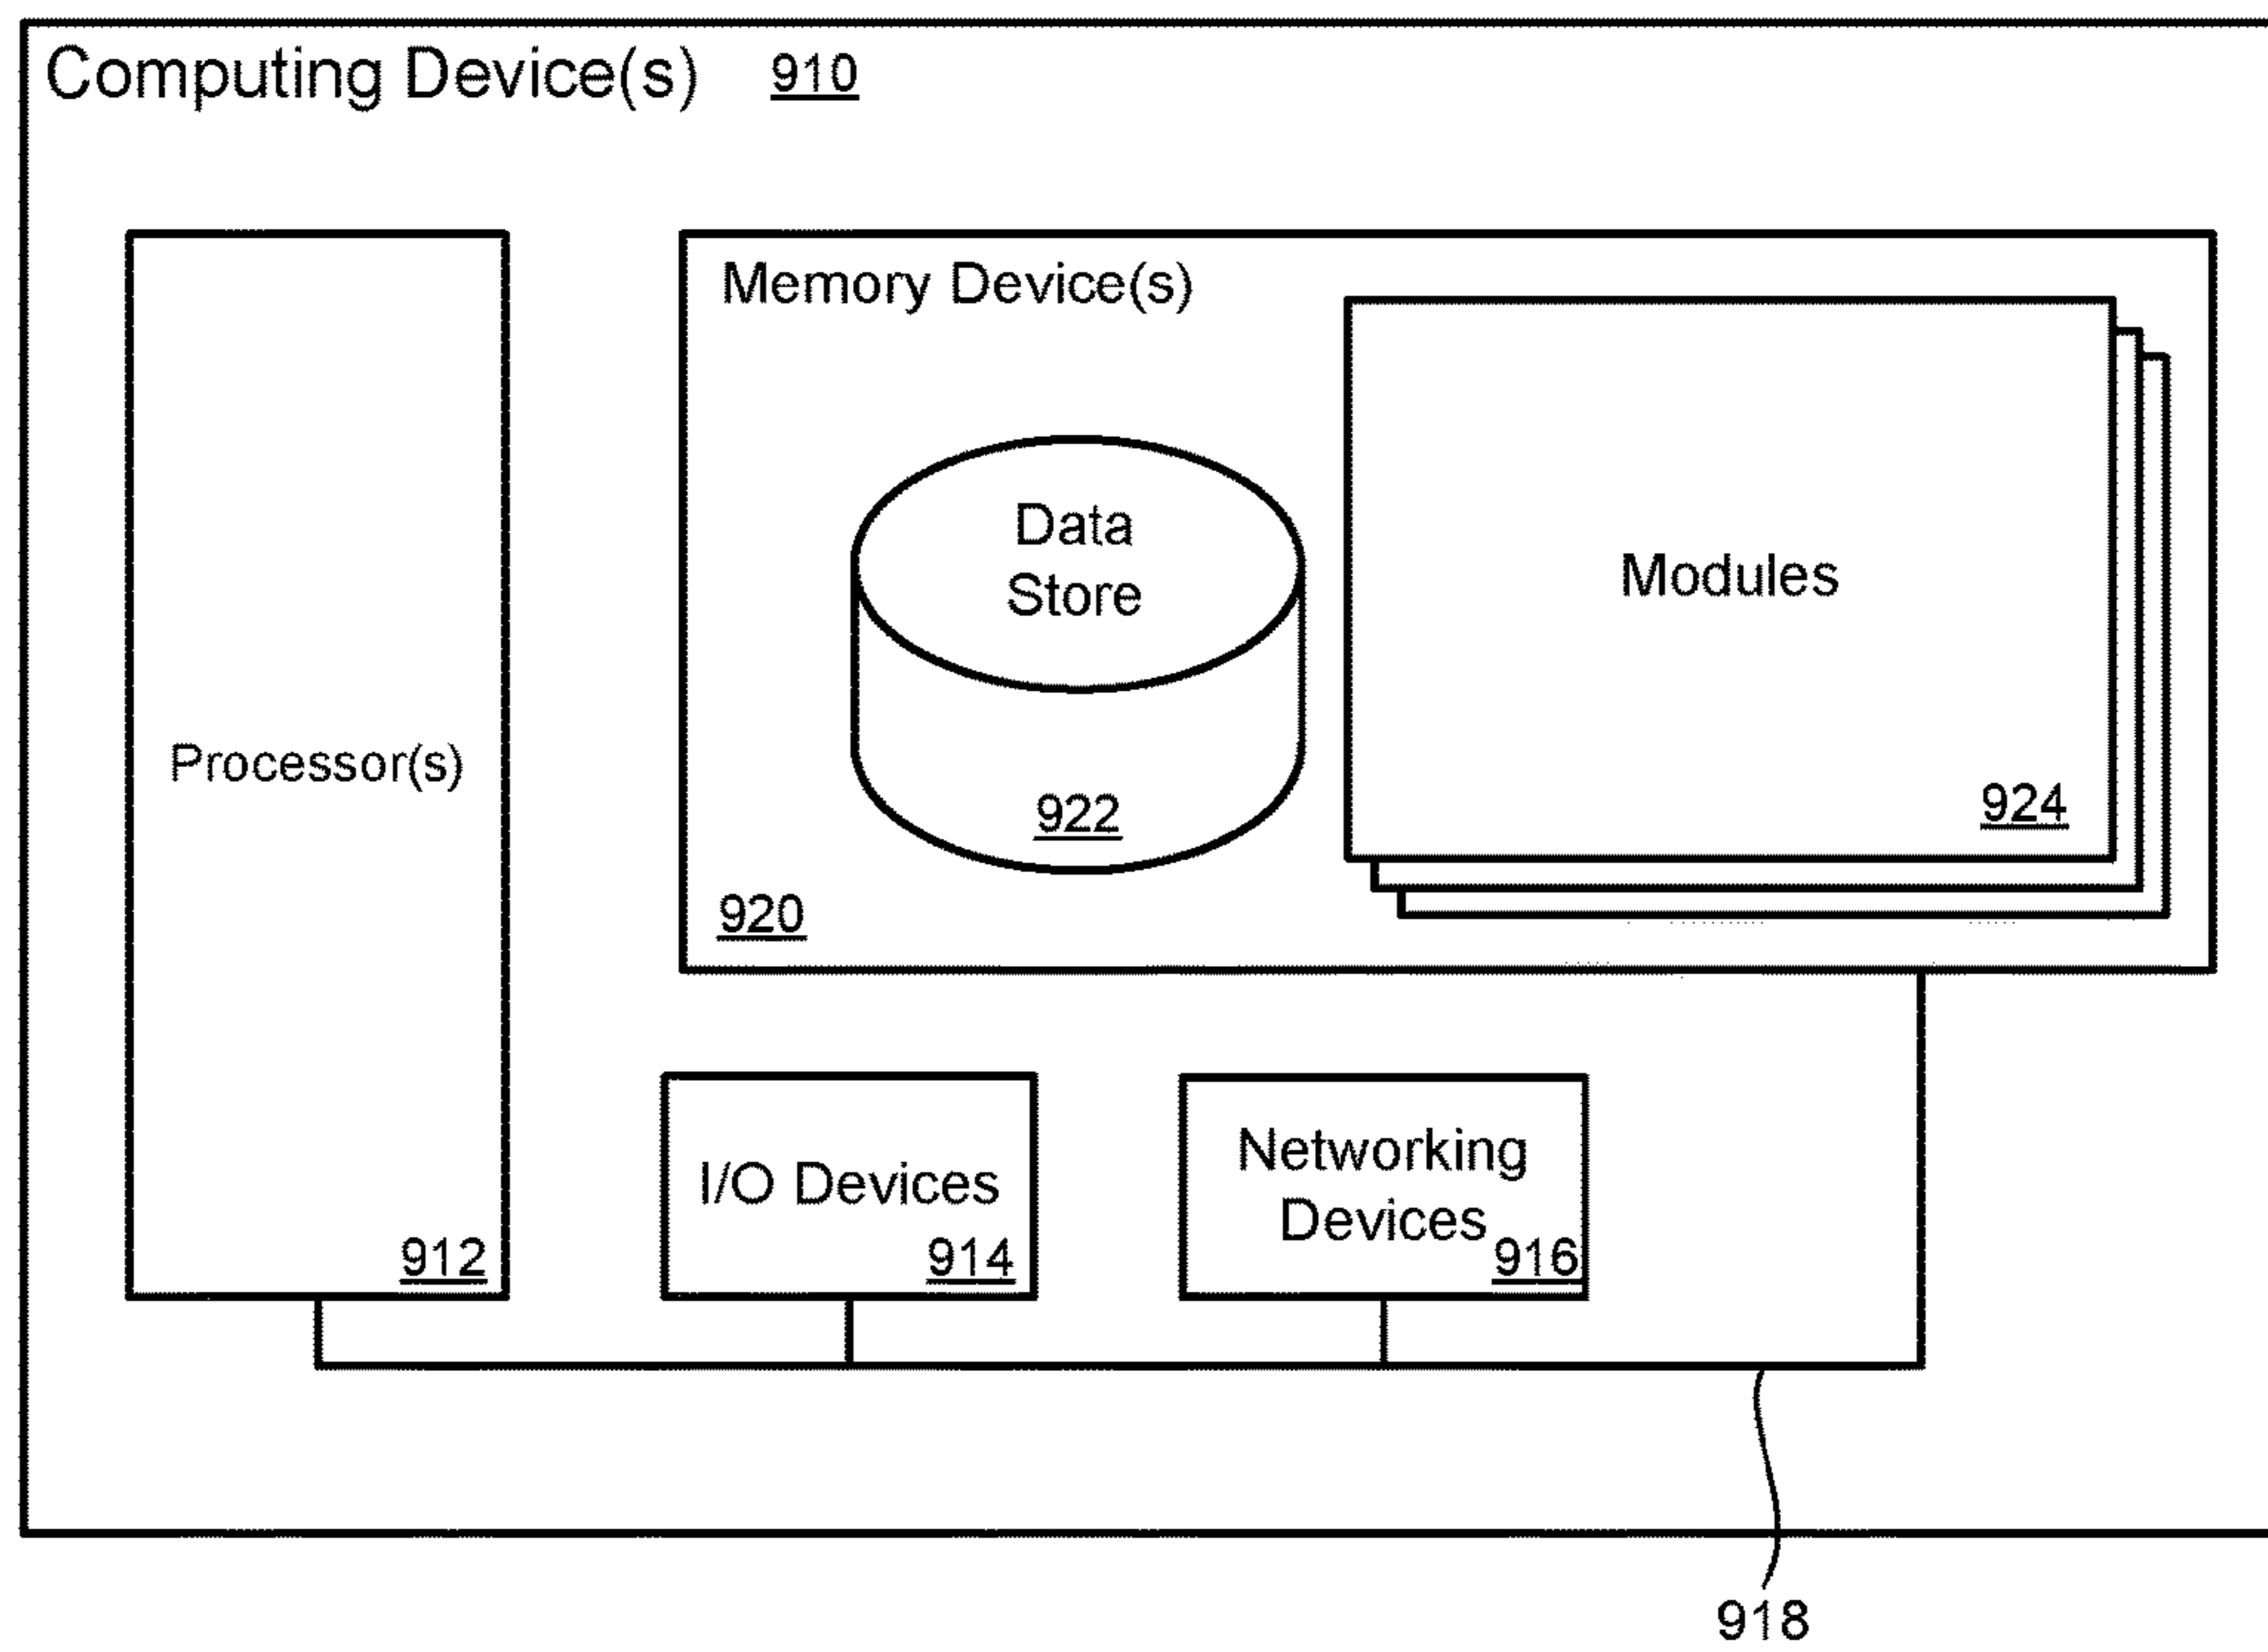 Computing Device(s) 910
Memory Device(s)
Data
Store
Modules
Processor(s)
922
924
920
I/O Devices
Networking
Devices
912
914
916
918